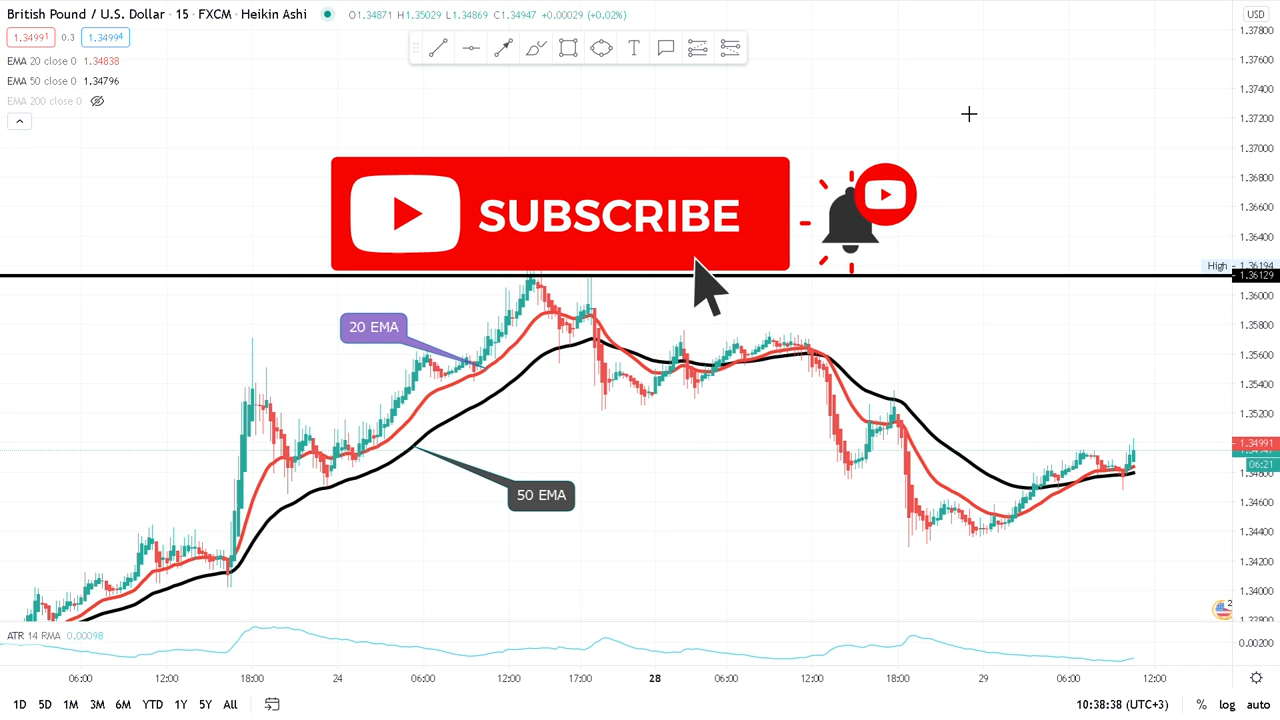 British Pound / U.S. Dollar · 15 · FXCM · Heikin Ashi
O1.34871 H1.35029 L1.34869 C1.34947 +0.00029 (+0.02%)
USD
1.34991 0.3 1.34994
EMA 20 close 0 1.34838
EMA 50 close 0 1.34796
EMA 200 close 0
T
1.37800
1.37600
1.37400
1.37200
1.37000
1.36800
1.36600
1.36400
SUBSCRIBE
High 1.36194
1.36129
1.36000
1.35800
1.35600
1.35400
1.35200
1.34991
06:21
1.34600
1.34400
1.34200
1.34000
20 EMA
50 EMA
2
ATR 14 RMA 0.00098
0.00200
06:00 12:00 18:00 24 06:00 12:00 17:00 28 06:00 12:00 18:00 29 06:00 12:00
1D 5D 1M 3M 6M YTD 1Y 5Y All
10:38:38 (UTC+3) % log auto